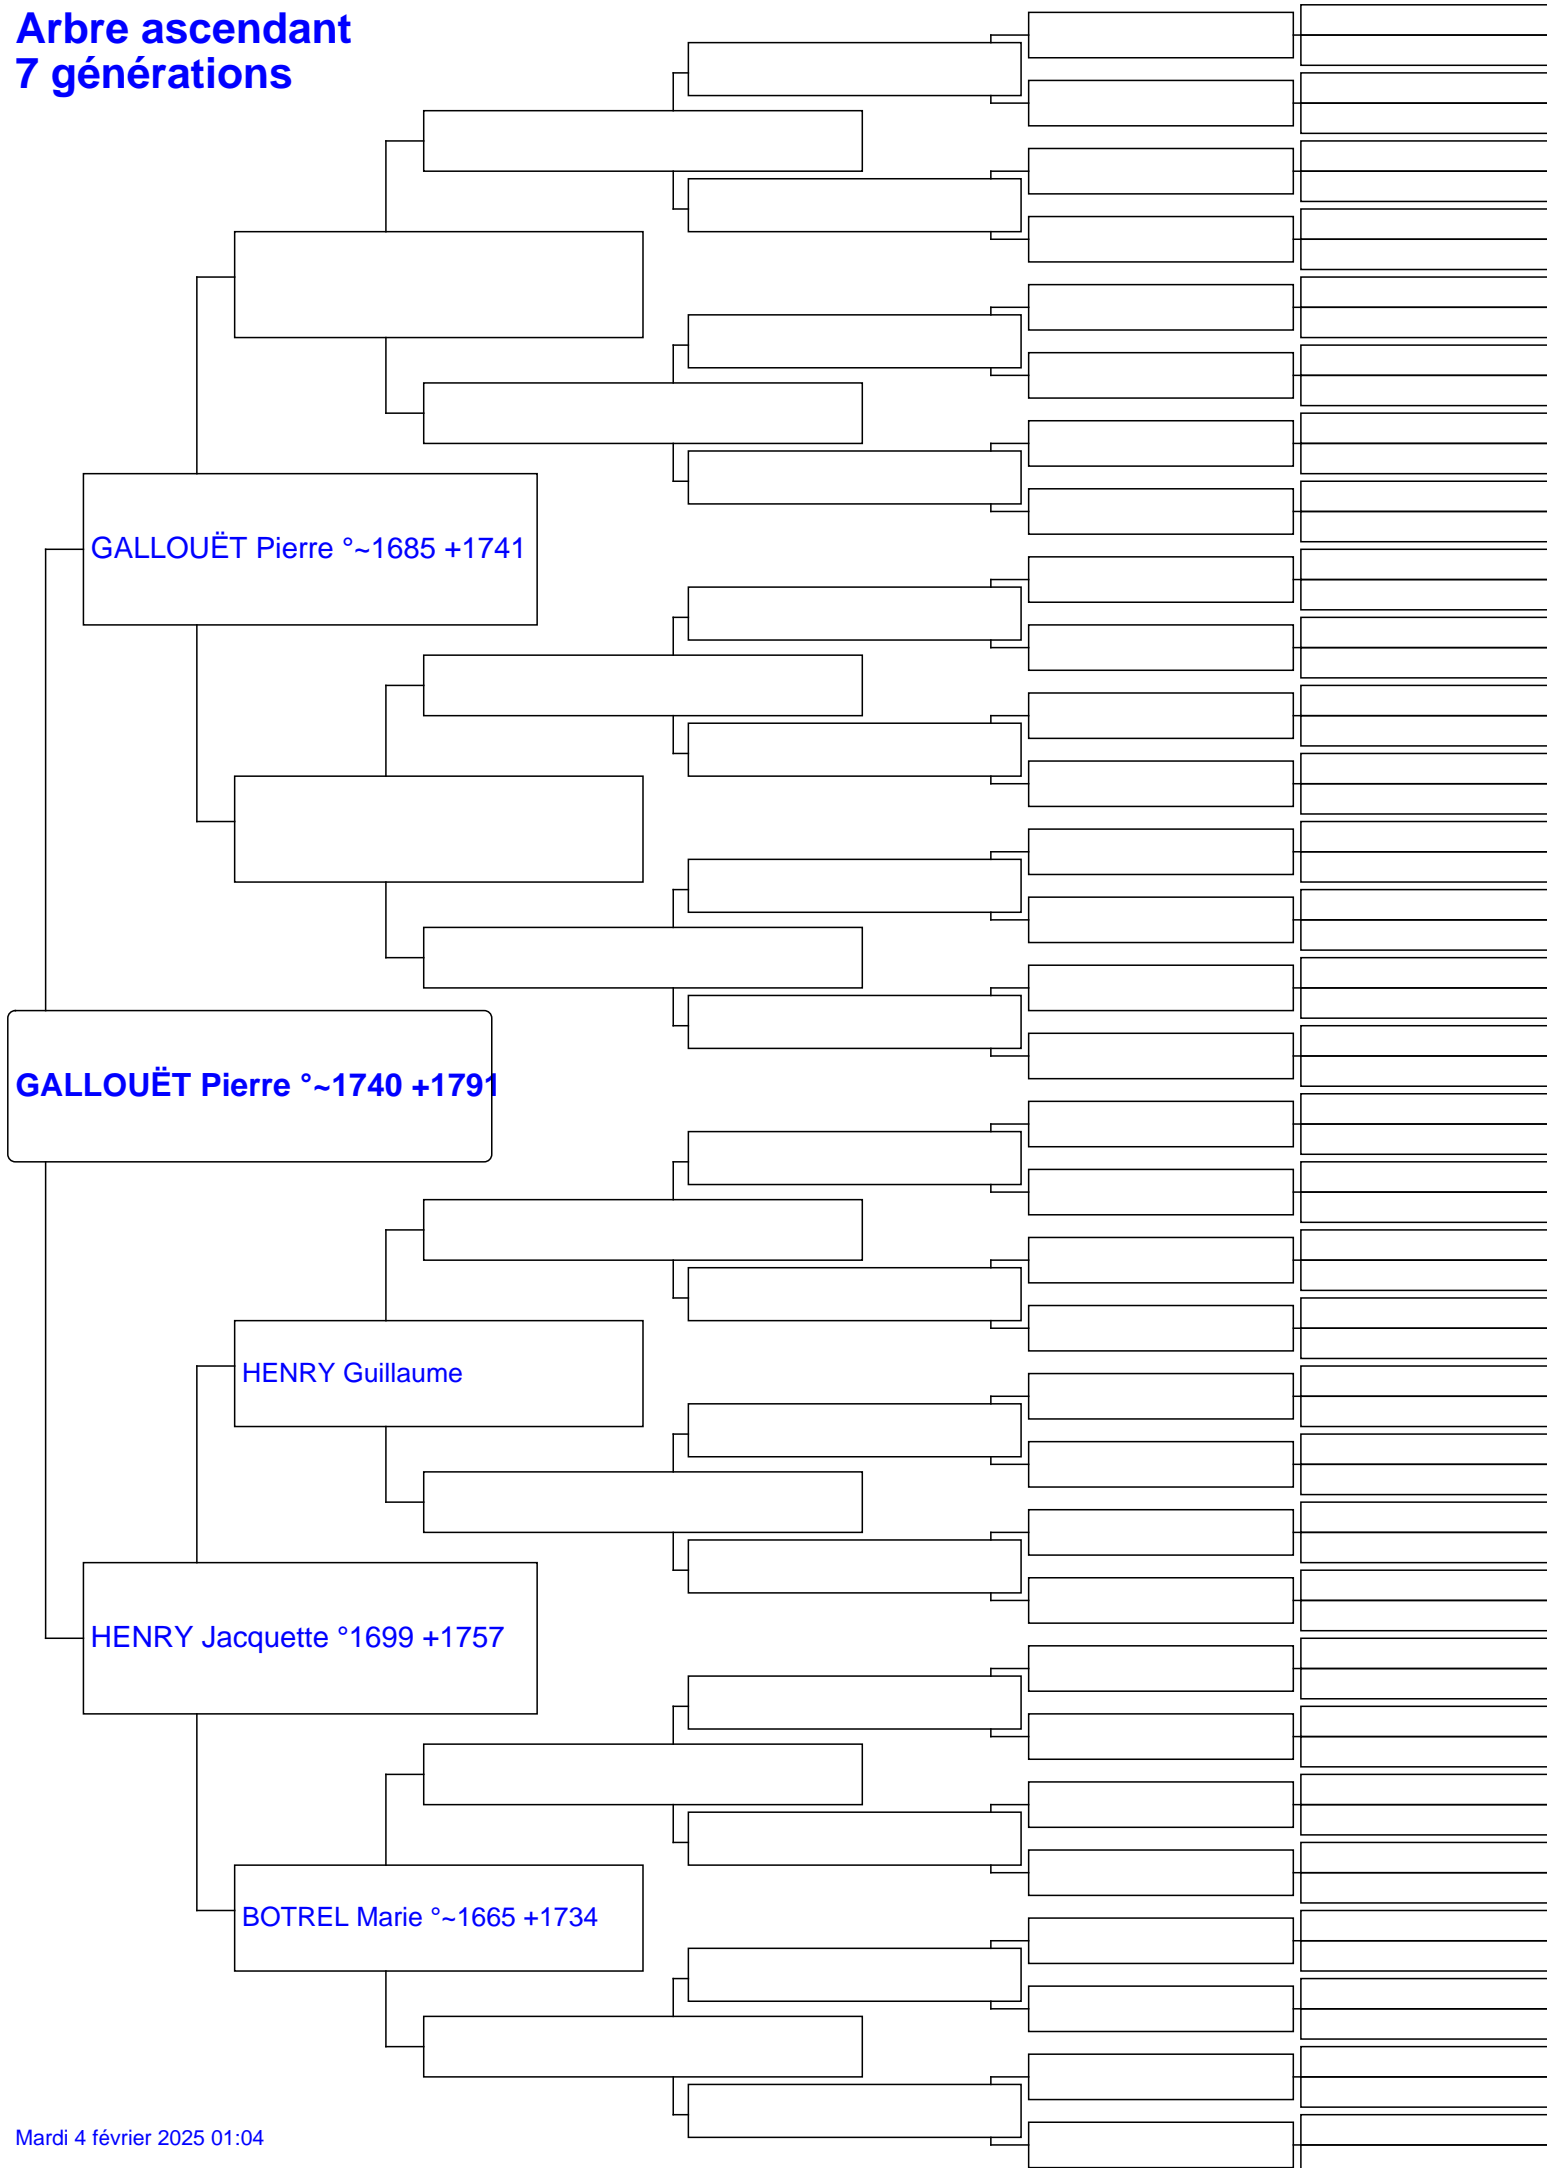 Arbre ascendant
7 générations
GALLOUËT Pierre °~1685 +1741
GALLOUËT Pierre °~1740 +1791
HENRY Guillaume
HENRY Jacquette °1699 +1757
BOTREL Marie °~1665 +1734
Mardi 4 février 2025 01:04